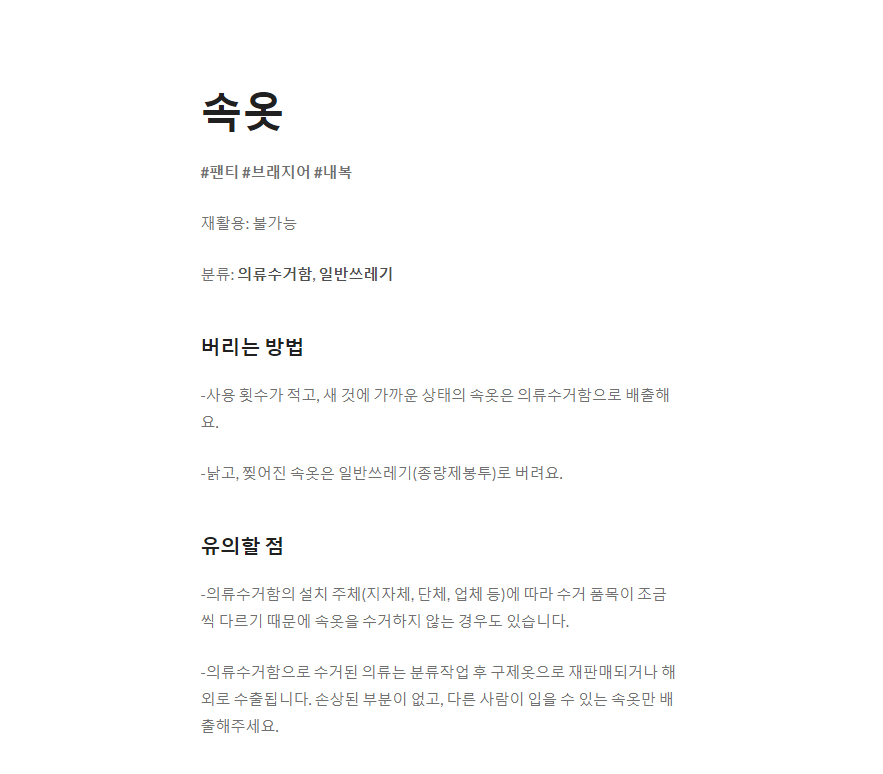 속옷
#팬티 #브래지어 #내복
재활용: 불가능
분류: 의류수거함, 일반쓰레기
버리는 방법
-사용 횟수가 적고, 새 것에 가까운 상태의 속옷은 의류수거함으로 배출해
요.
-낡고, 찢어진 속옷은 일반쓰레기(종량제봉투)로 버려요.
유의할 점
-의류수거함의 설치 주체(지자체, 단체, 업체 등)에 따라 수거 품목이 조금
씩 다르기 때문에 속옷을 수거하지 않는 경우도 있습니다.
-의류수거함으로 수거된 의류는 분류작업 후 구제옷으로 재판매되거나 해
외로 수출됩니다. 손상된 부분이 없고, 다른 사람이 입을 수 있는 속옷만 배
출해주세요.